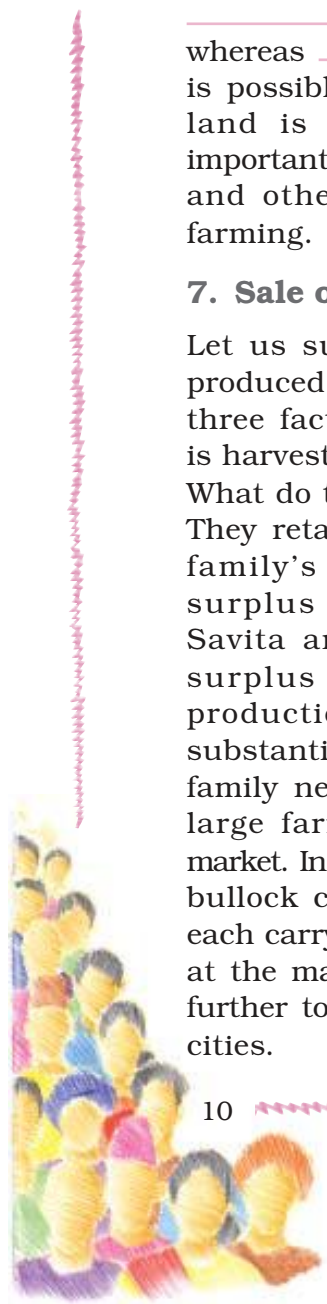 whereas
is possibl
land is
important
and othe
farming.
7. Sale o
Let us su
produced
three fac
is harvest
What do t
They reta
family's
surplus
Savita a
surplus
producti
substanti
family ne
large far
market. In
bullock c
each carry
at the ma
further to
cities.
10